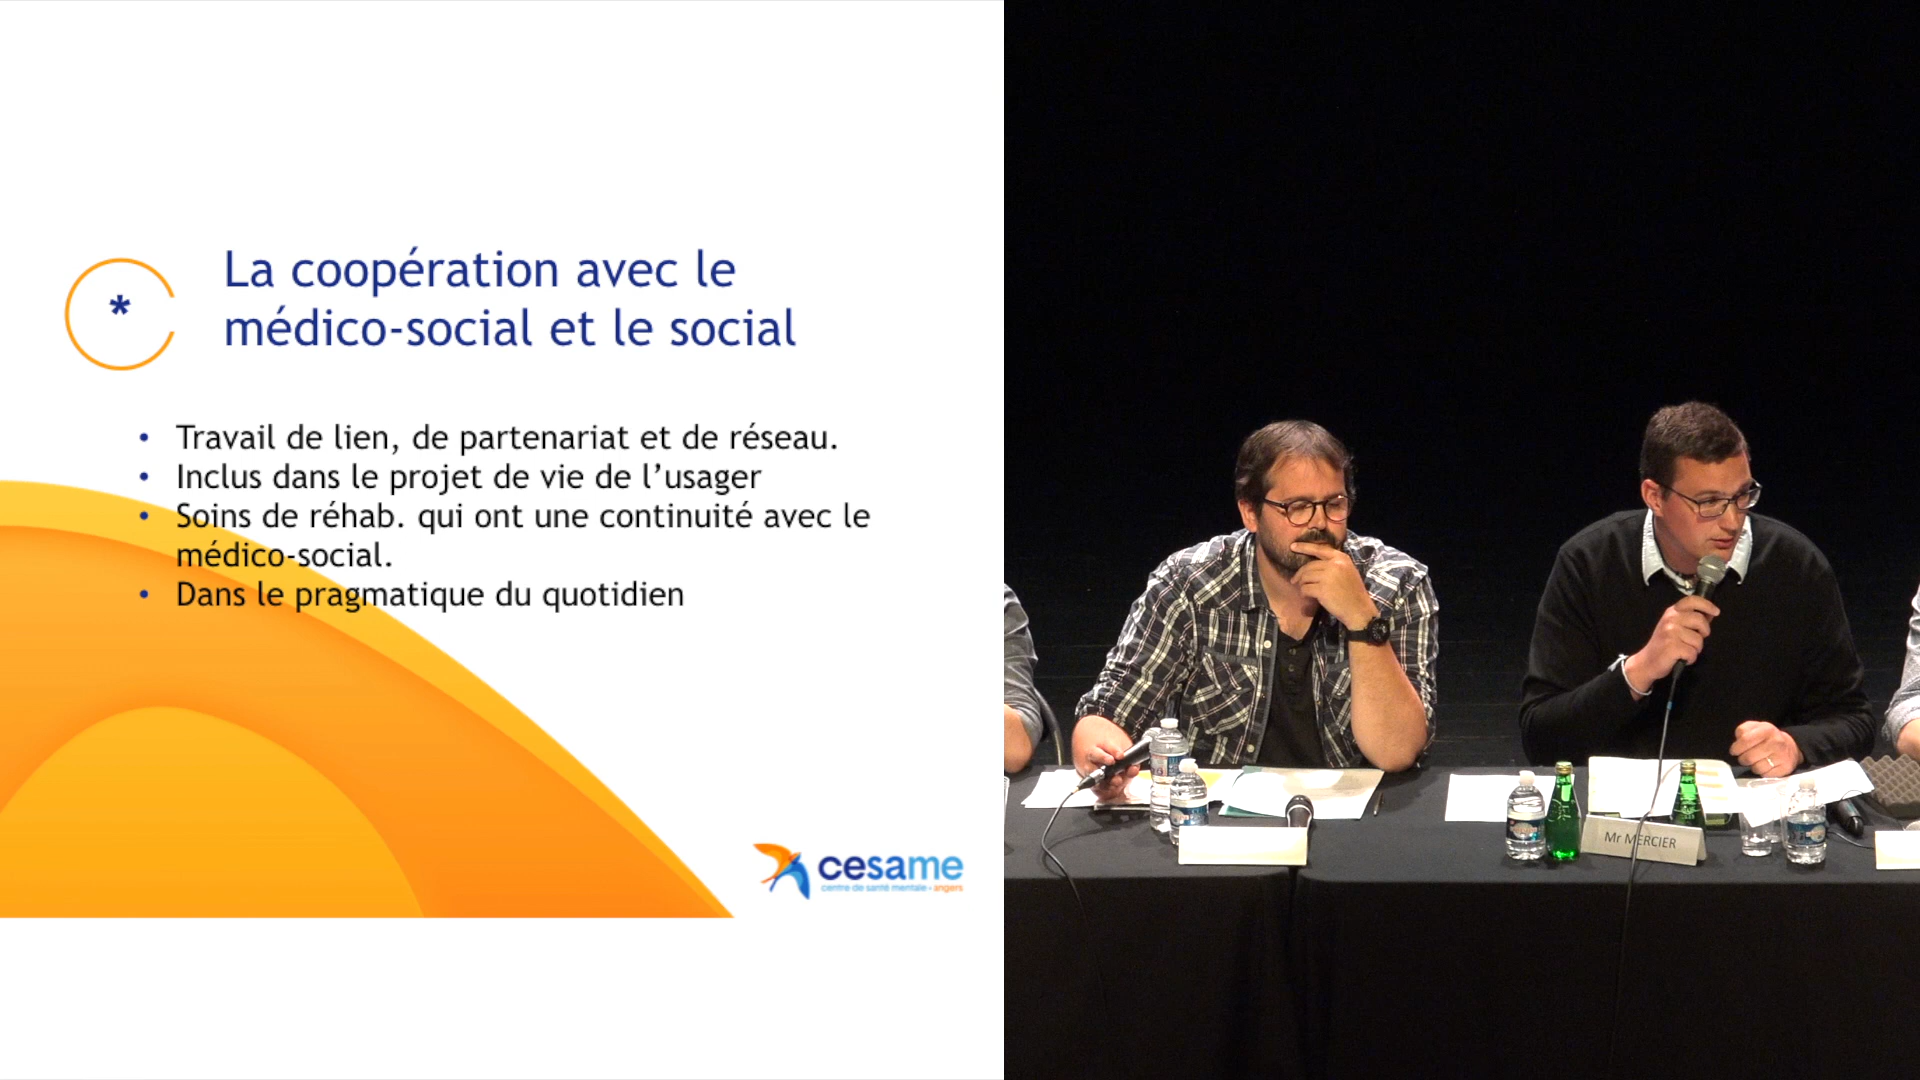 *
La coopération avec le
médico-social et le social
• Travail de lien, de partenariat et de réseau.
• Inclus dans le projet de vie de l’usager
• Soins de réhab. qui ont une continuité avec le
médico-social.
• Dans le pragmatique du quotidien
cesame
centre de santé mentale - angers
Mr MERCIER